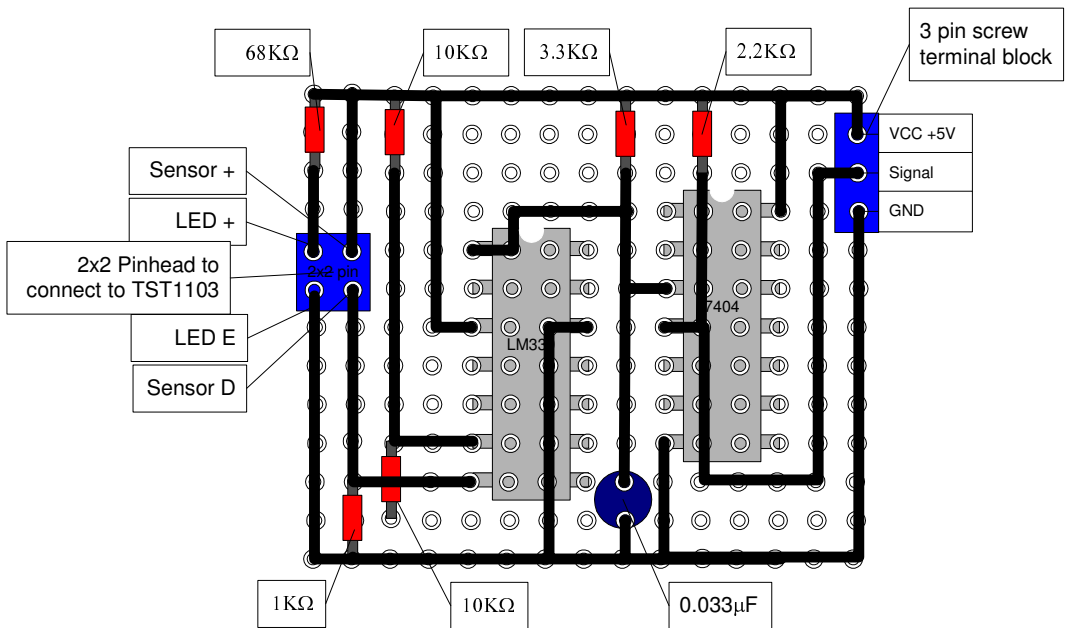 68KΩ
10KΩ
3.3KΩ
2.2KΩ
3 pin screw
terminal block
VCC +5V
Signal
GND
Sensor +
LED +
2x2 Pinhead to
connect to TST1103
LED E
Sensor D
2x2 pin
LM33
7404
1KΩ
10KΩ
0.033μF